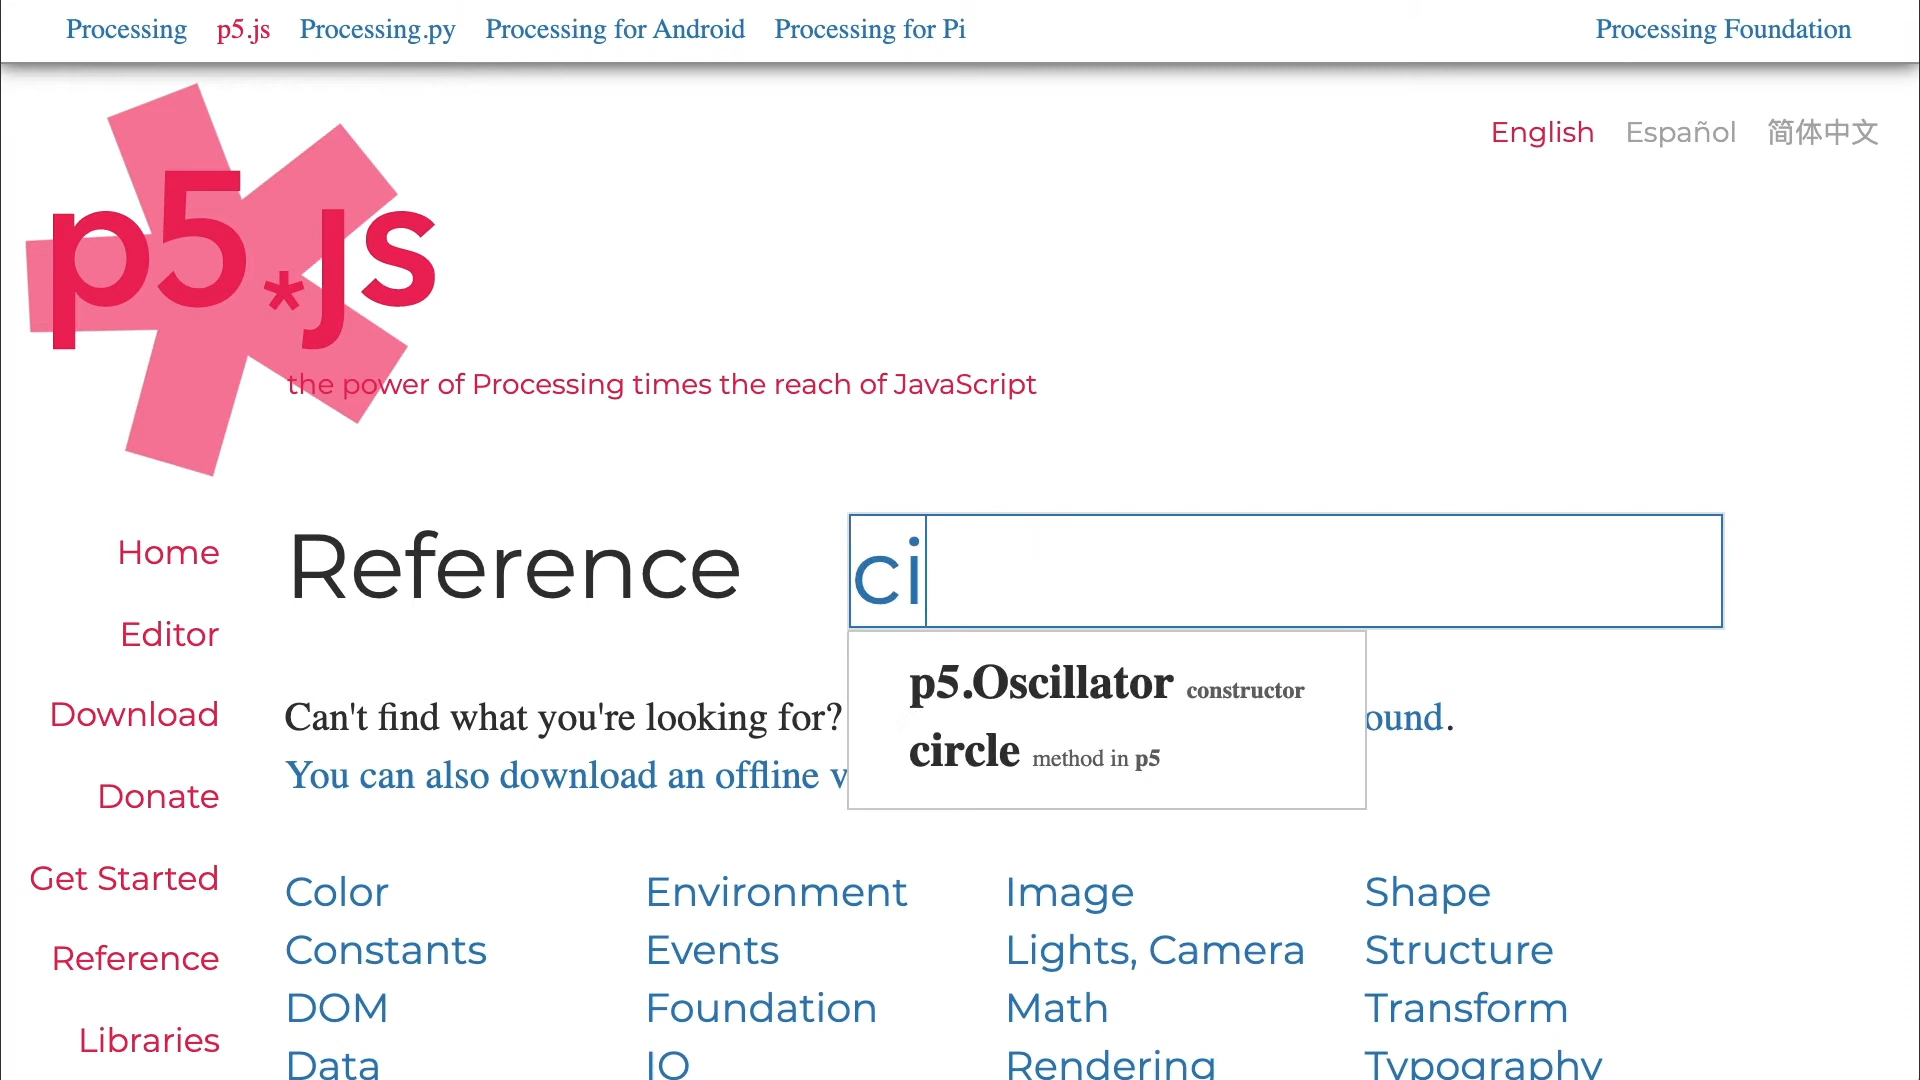 Processing p5.js Processing.py Processing for Android Processing for Pi Processing Foundation
English Español 简体中文
p5.js
the power of Processing times the reach of JavaScript
Home
Editor
Download
Donate
Get Started
Reference
Libraries
Reference
ci
p5.Oscillator constructor
circle method in p5
Can't find what you're looking for? ound.
You can also download an offline v
Color Environment Image Shape
Constants Events Lights, Camera Structure
DOM Foundation Math Transform
Data IO Rendering Typography